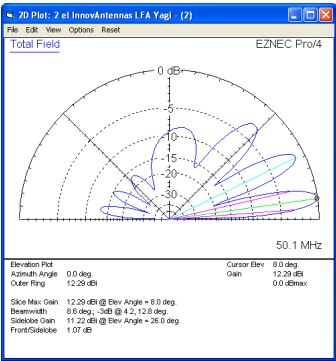 2D Plot: 2 el InnovAntennas LFA Yagi - (2)
File Edit View Options Reset
Total Field
EZNEC Pro/4
0 dB
-5
-10
-15
-20
-30
50.1 MHz
Elevation Plot
Azimuth Angle 0.0 deg.
Outer Ring 12.29 dBi
Cursor Elev 8.0 deg.
Gain 12.29 dBi
0.0 dBmax
Slice Max Gain 12.29 dBi @ Elev Angle = 8.0 deg.
Beamwidth 8.6 deg.; -3dB @ 4.2, 12.8 deg.
Sidelobe Gain 11.22 dBi @ Elev Angle = 26.0 deg.
Front/Sidelobe 1.07 dB